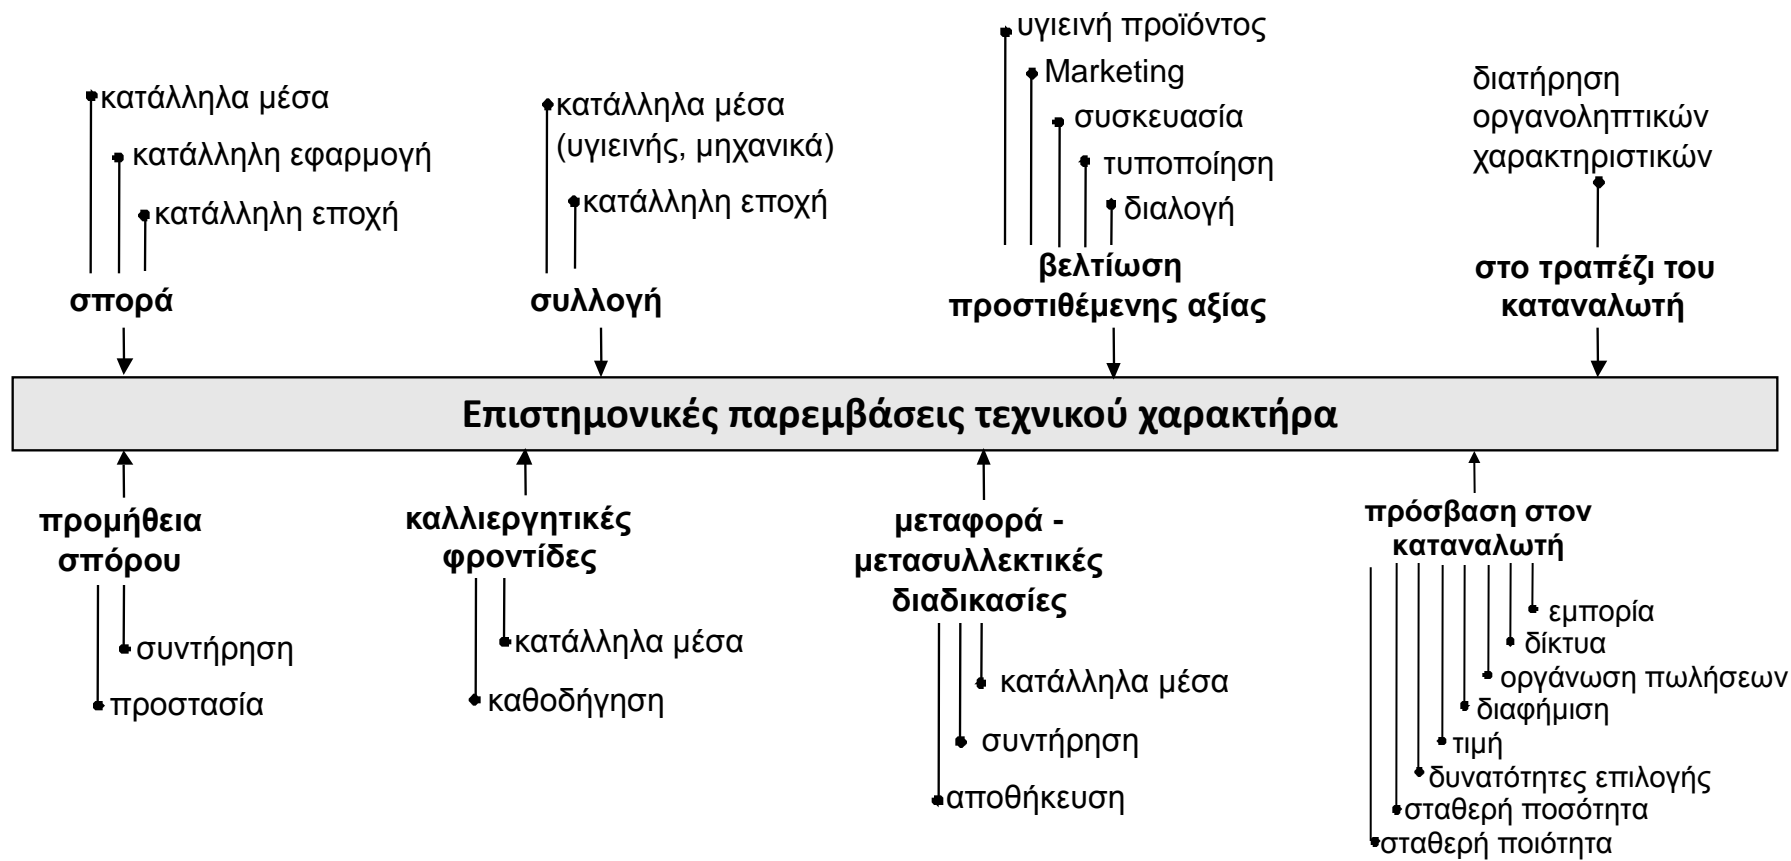 κατάλληλα μέσα
κατάλληλη εφαρμογή
κατάλληλη εποχή
σπορά
κατάλληλα μέσα
(υγιεινής, μηχανικά)
κατάλληλη εποχή
συλλογή
υγιεινή προϊόντος
Marketing
συσκευασία
τυποποίηση
διαλογή
βελτίωση
προστιθέμενης αξίας
διατήρηση
οργανοληπτικών
χαρακτηριστικών
στο τραπέζι του
καταναλωτή
Επιστημονικές παρεμβάσεις τεχνικού χαρακτήρα
προμήθεια
σπόρου
συντήρηση
προστασία
καλλιεργητικές
φροντίδες
κατάλληλα μέσα
καθοδήγηση
μεταφορά -
μετασυλλεκτικές
διαδικασίες
κατάλληλα μέσα
συντήρηση
αποθήκευση
πρόσβαση στον
καταναλωτή
εμπορία
δίκτυα
οργάνωση πωλήσεων
διαφήμιση
τιμή
δυνατότητες επιλογής
σταθερή ποσότητα
σταθερή ποιότητα